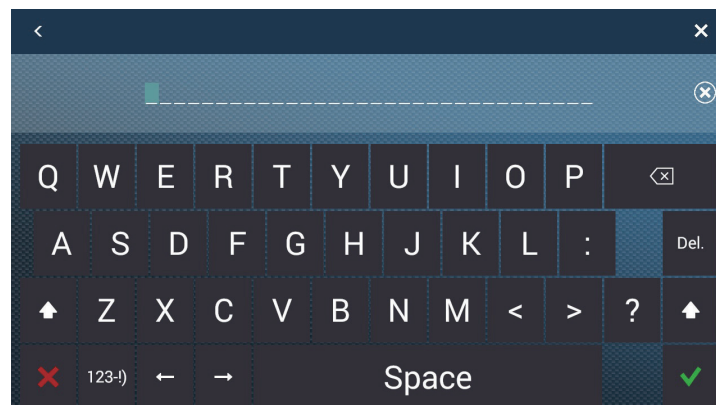 Q W E R T Y U I O P
A S D F G H J K L : Del.
Z X C V B N M < > ?
123-!) ← → Space